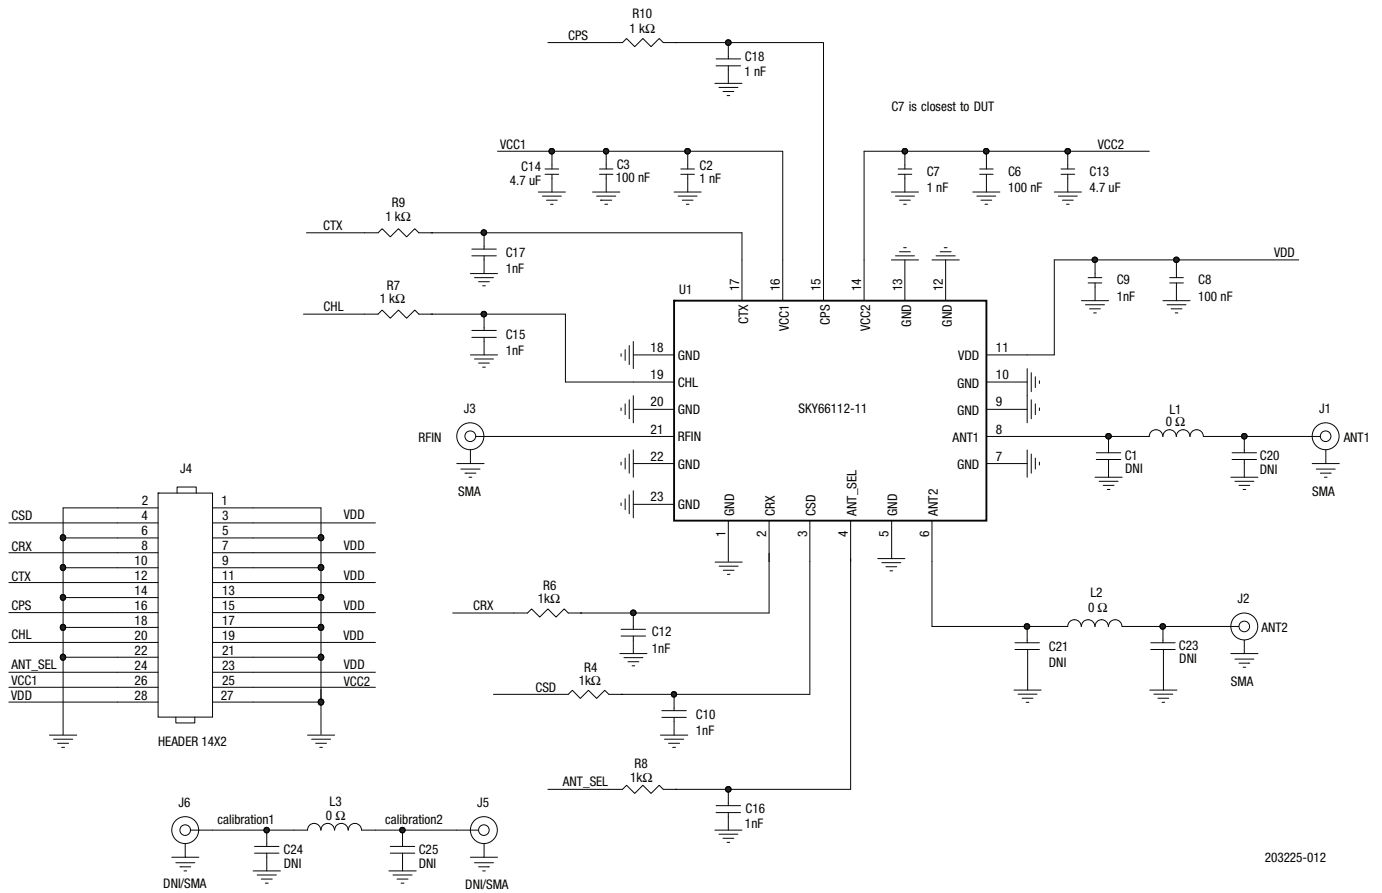 R10
1 kΩ
CPS
C18
1 nF
C7 is closest to DUT
VCC1
C14
4.7 uF
C3
100 nF
C2
1 nF
VCC2
C7
1 nF
C6
100 nF
C13
4.7 uF
R9
1 kΩ
CTX
C17
1nF
VDD
C9
1nF
C8
100 nF
R7
1 kΩ
CHL
C15
1nF
U1
17
16
15
14
13
12
CTX
VCC1
CPS
VCC2
GND
GND
18 GND
19 CHL
20 GND
21 RFIN
22 GND
23 GND
SKY66112-11
VDD 11
GND 10
GND 9
ANT1 8
GND 7
GND
CRX
CSD
ANT_SEL
GND
ANT2
1
2
3
4
5
6
J3
RFIN
SMA
L1
0 Ω
C1
DNI
C20
DNI
J1
ANT1
SMA
J4
2 1
CSD 4 3 VDD
6 5
CRX 8 7 VDD
10 9
CTX 12 11 VDD
14 13
CPS 16 15 VDD
18 17
CHL 20 19 VDD
22 21
ANT_SEL 24 23 VDD
VCC1 26 25 VCC2
VDD 28 27
HEADER 14X2
R6
1kΩ
CRX
C12
1nF
R4
1kΩ
CSD
C10
1nF
R8
1kΩ
ANT_SEL
C16
1nF
L2
0 Ω
C21
DNI
C23
DNI
J2
ANT2
SMA
J6
calibration1
L3
0 Ω
calibration2
J5
C24
DNI
C25
DNI
DNI/SMA
DNI/SMA
203225-012